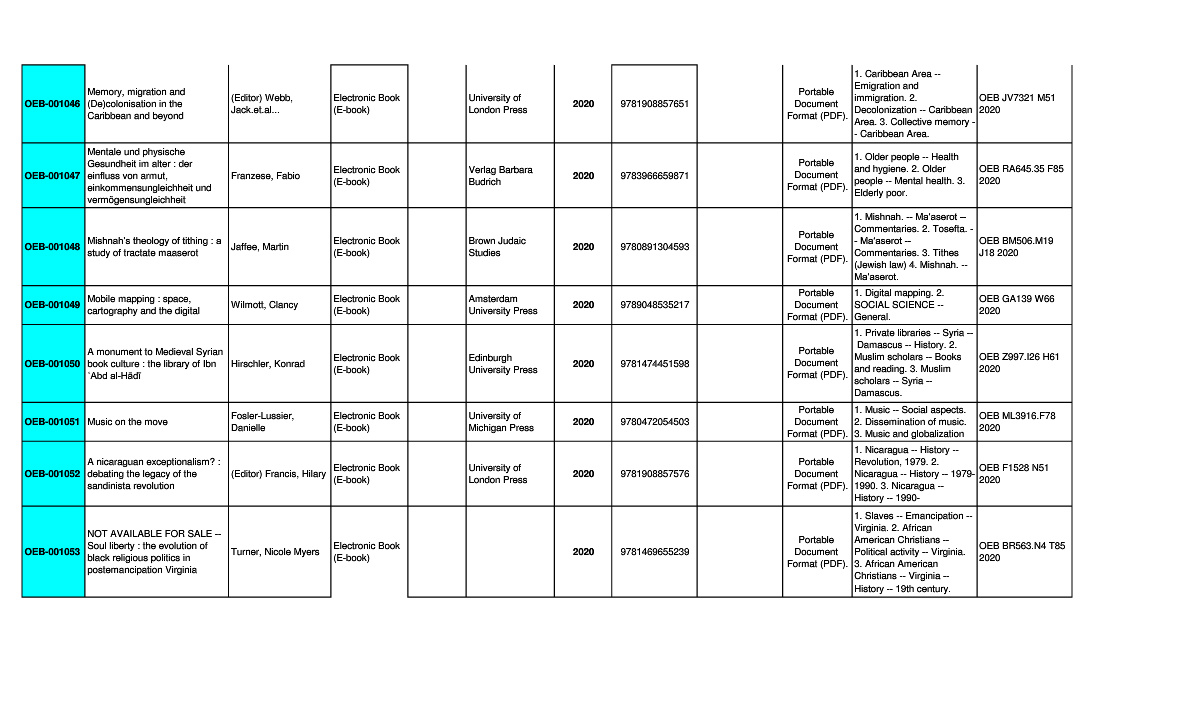 OEB-001046
Memory, migration and
(De)colonisation in the
Caribbean and beyond
(Editor) Webb,
Jack.et.al...
Electronic Book
(E-book)
University of
London Press
2020
9781908857651
Portable
Document
Format (PDF).
1. Caribbean Area --
Emigration and
immigration. 2.
Decolonization -- Caribbean
Area. 3. Collective memory -
- Caribbean Area.
OEB JV7321 M51
2020
OEB-001047
Mentale und physische
Gesundheit im alter : der
einfluss von armut,
einkommensungleichheit und
vermögensungleichheit
Franzese, Fabio
Electronic Book
(E-book)
Verlag Barbara
Budrich
2020
9783966659871
Portable
Document
Format (PDF).
1. Older people -- Health
and hygiene. 2. Older
people -- Mental health. 3.
Elderly poor.
OEB RA645.35 F85
2020
OEB-001048
Mishnah's theology of tithing : a
study of tractate maaserot
Jaffee, Martin
Electronic Book
(E-book)
Brown Judaic
Studies
2020
9780891304593
Portable
Document
Format (PDF).
1. Mishnah. -- Ma'aserot --
Commentaries. 2. Tosefta. -
- Ma'aserot --
Commentaries. 3. Tithes
(Jewish law) 4. Mishnah. --
Ma'aserot.
OEB BM506.M19
J18 2020
OEB-001049
Mobile mapping : space,
cartography and the digital
Wilmott, Clancy
Electronic Book
(E-book)
Amsterdam
University Press
2020
9789048535217
Portable
Document
Format (PDF).
1. Digital mapping. 2.
SOCIAL SCIENCE --
General.
OEB GA139 W66
2020
OEB-001050
A monument to Medieval Syrian
book culture : the library of Ibn
ʿAbd al-Hādī
Hirschler, Konrad
Electronic Book
(E-book)
Edinburgh
University Press
2020
9781474451598
Portable
Document
Format (PDF).
1. Private libraries -- Syria --
Damascus -- History. 2.
Muslim scholars -- Books
and reading. 3. Muslim
scholars -- Syria --
Damascus.
OEB Z997.I26 H61
2020
OEB-001051
Music on the move
Fosler-Lussier,
Danielle
Electronic Book
(E-book)
University of
Michigan Press
2020
9780472054503
Portable
Document
Format (PDF).
1. Music -- Social aspects.
2. Dissemination of music.
3. Music and globalization
OEB ML3916.F78
2020
OEB-001052
A nicaraguan exceptionalism? :
debating the legacy of the
sandinista revolution
(Editor) Francis, Hilary
Electronic Book
(E-book)
University of
London Press
2020
9781908857576
Portable
Document
Format (PDF).
1. Nicaragua -- History --
Revolution, 1979. 2.
Nicaragua -- History -- 1979-
1990. 3. Nicaragua --
History -- 1990-
OEB F1528 N51
2020
OEB-001053
NOT AVAILABLE FOR SALE --
Soul liberty : the evolution of
black religious politics in
postemancipation Virginia
Turner, Nicole Myers
Electronic Book
(E-book)
2020
9781469655239
Portable
Document
Format (PDF).
1. Slaves -- Emancipation --
Virginia. 2. African
American Christians --
Political activity -- Virginia.
3. African American
Christians -- Virginia --
History -- 19th century.
OEB BR563.N4 T85
2020